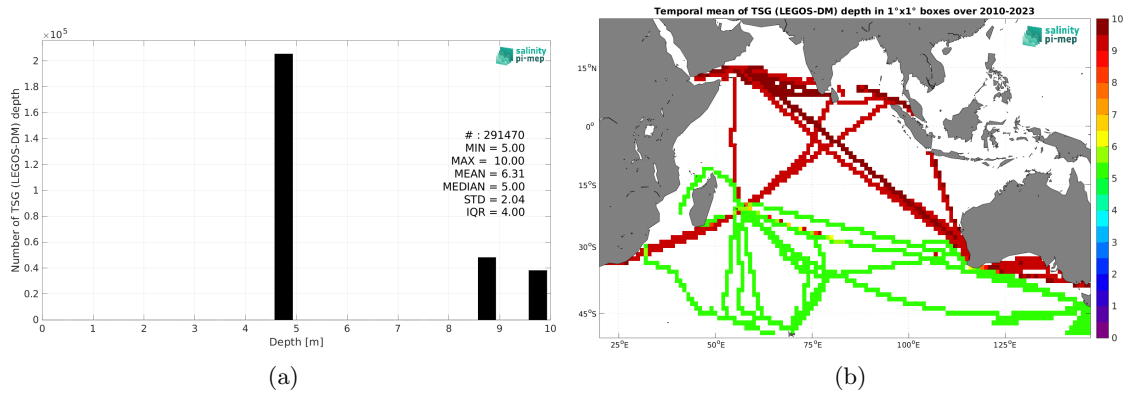 ×10⁵
salinity
pi-mep
2
1.8
1.6
1.4
1.2
1
0.8
0.6
0.4
0.2
0
Number of TSG (LEGOS-DM) depth
# : 291470
MIN = 5.00
MAX = 10.00
MEAN = 6.31
MEDIAN = 5.00
STD = 2.04
IQR = 4.00
0 1 2 3 4 5 6 7 8 9 10
Depth [m]
(a)
Temporal mean of TSG (LEGOS-DM) depth in 1°x1° boxes over 2010-2023
salinity
pi-mep
15°N
0°
15°S
30°S
45°S
25°E 50°E 75°E 100°E 125°E
10
9
8
7
6
5
4
3
2
1
0
(b)